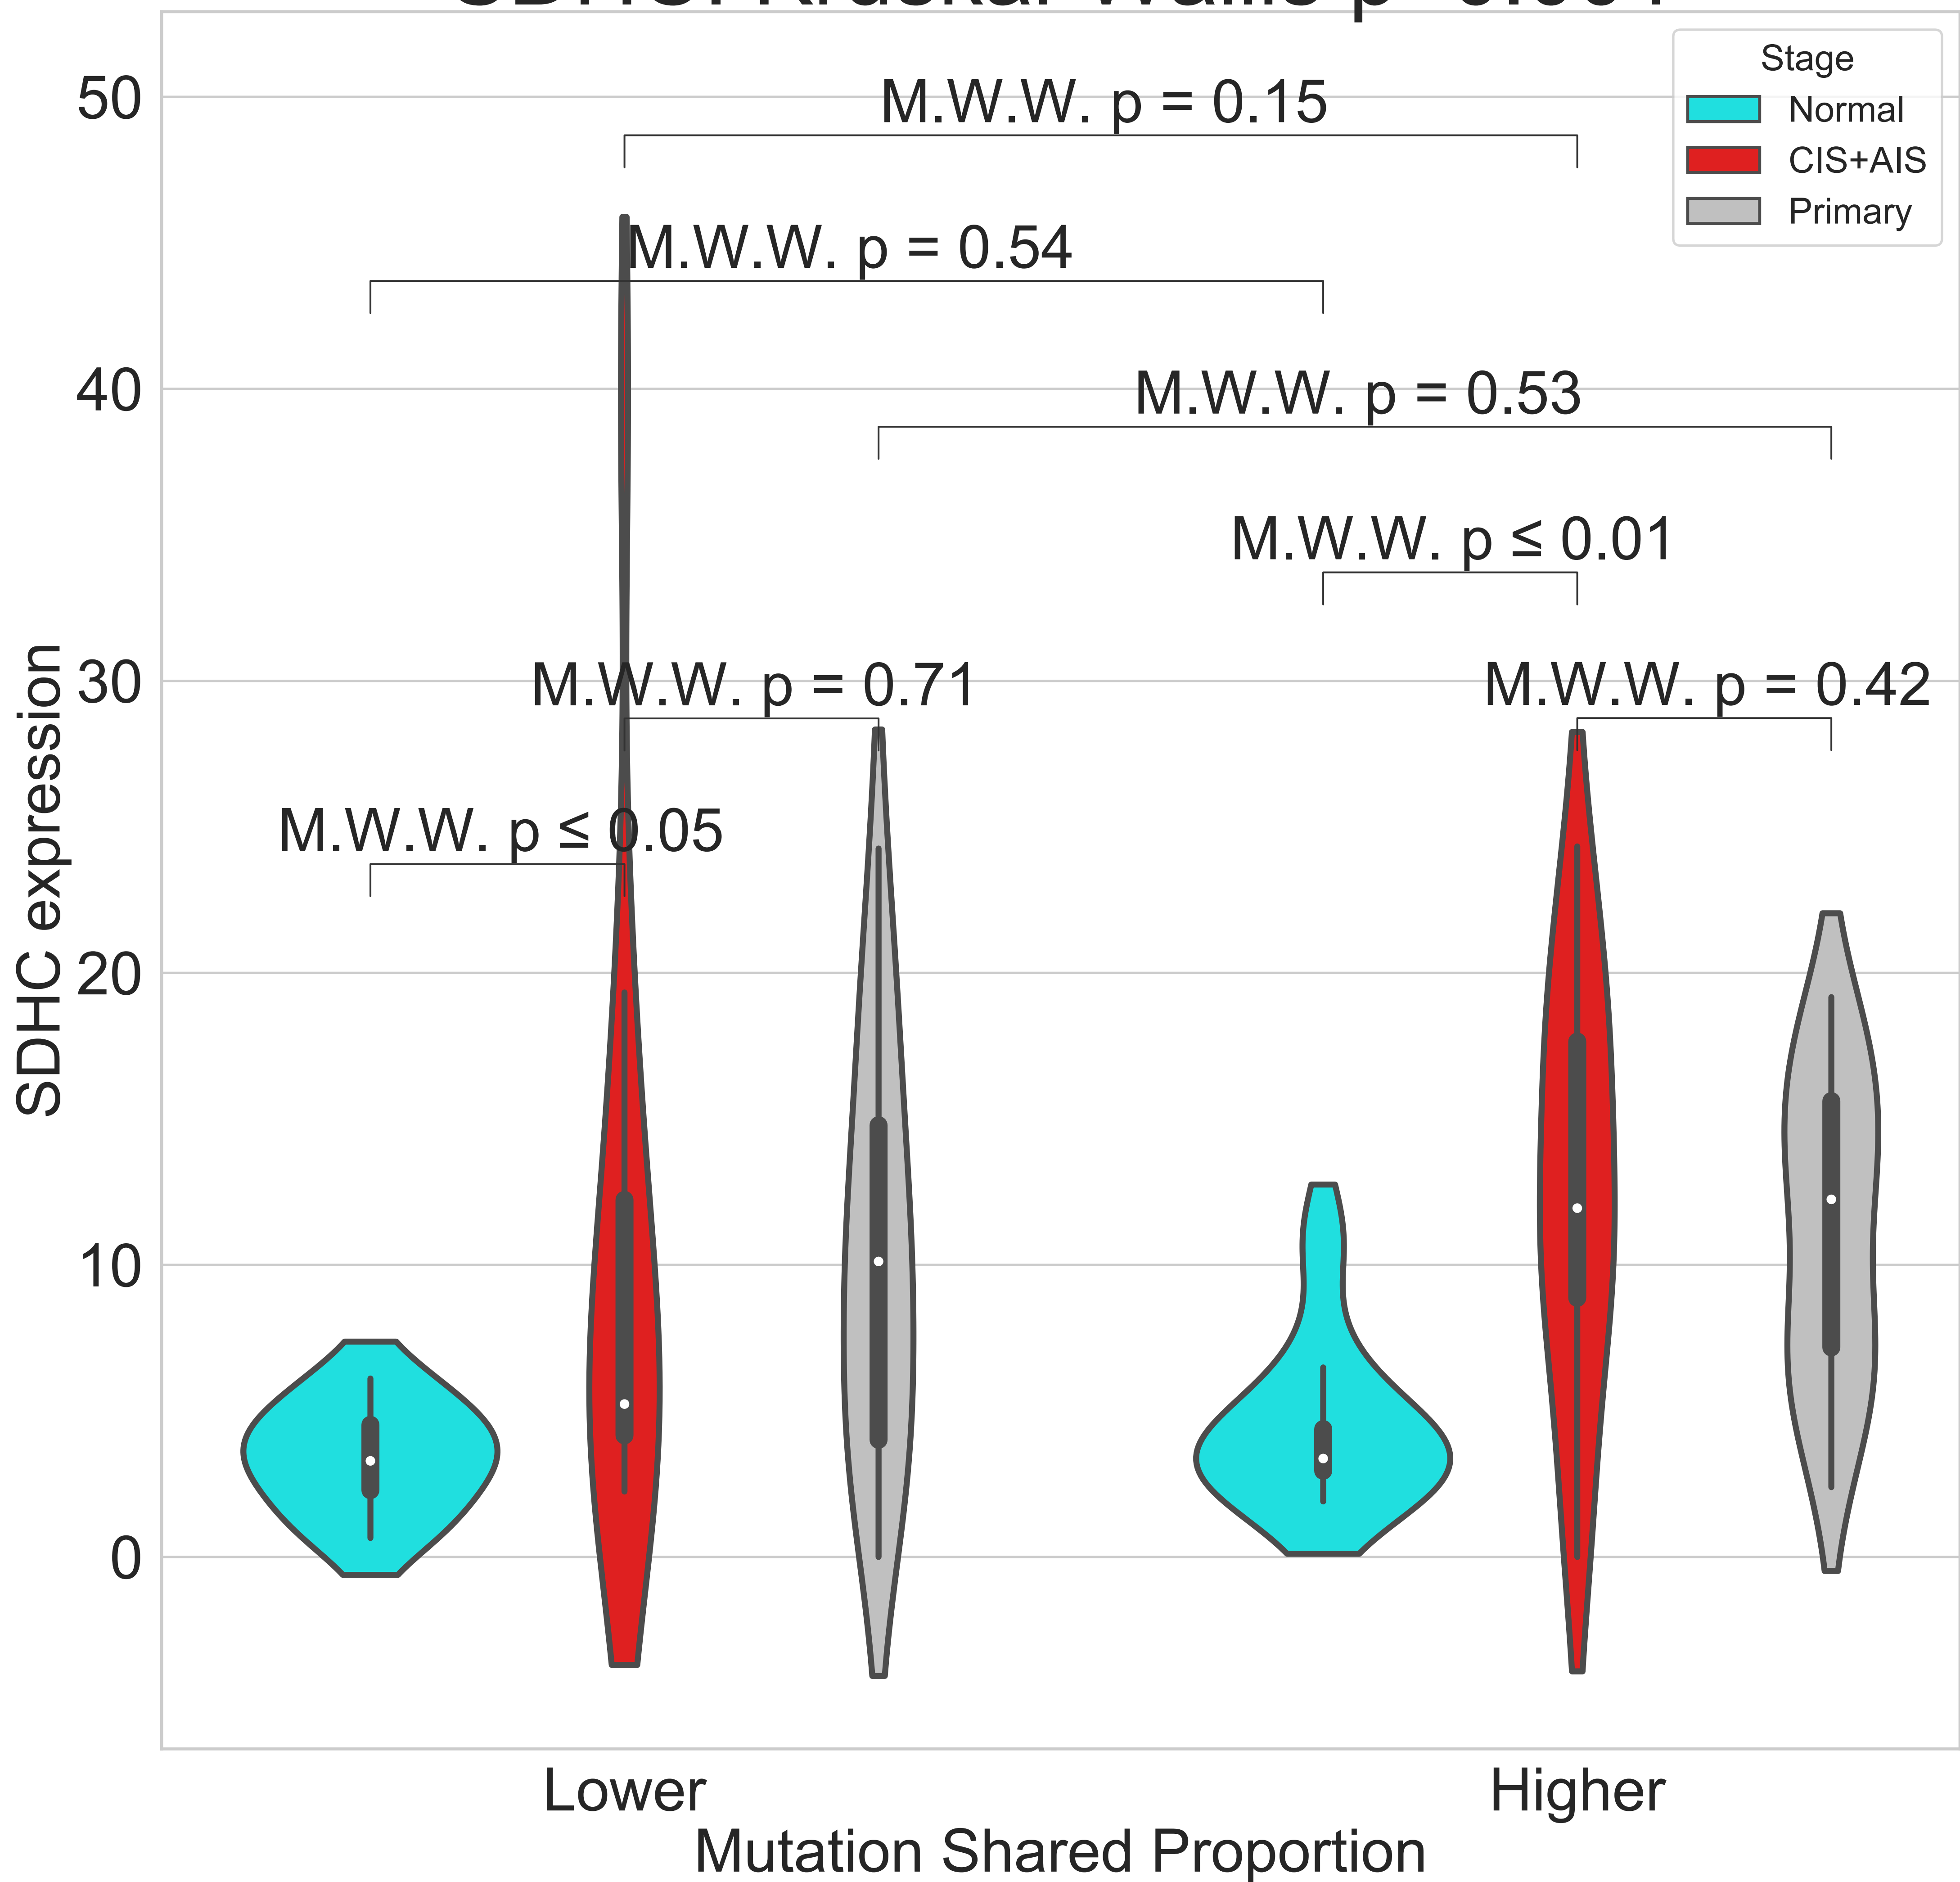 M.W.W. p = 0.15
Stage
Normal
CIS+AIS
Primary
M.W.W. p = 0.54
M.W.W. p = 0.53
M.W.W. p ≤ 0.01
M.W.W. p = 0.71
M.W.W. p = 0.42
M.W.W. p ≤ 0.05
50
40
30
20
10
0
SDHC expression
Lower
Higher
Mutation Shared Proportion